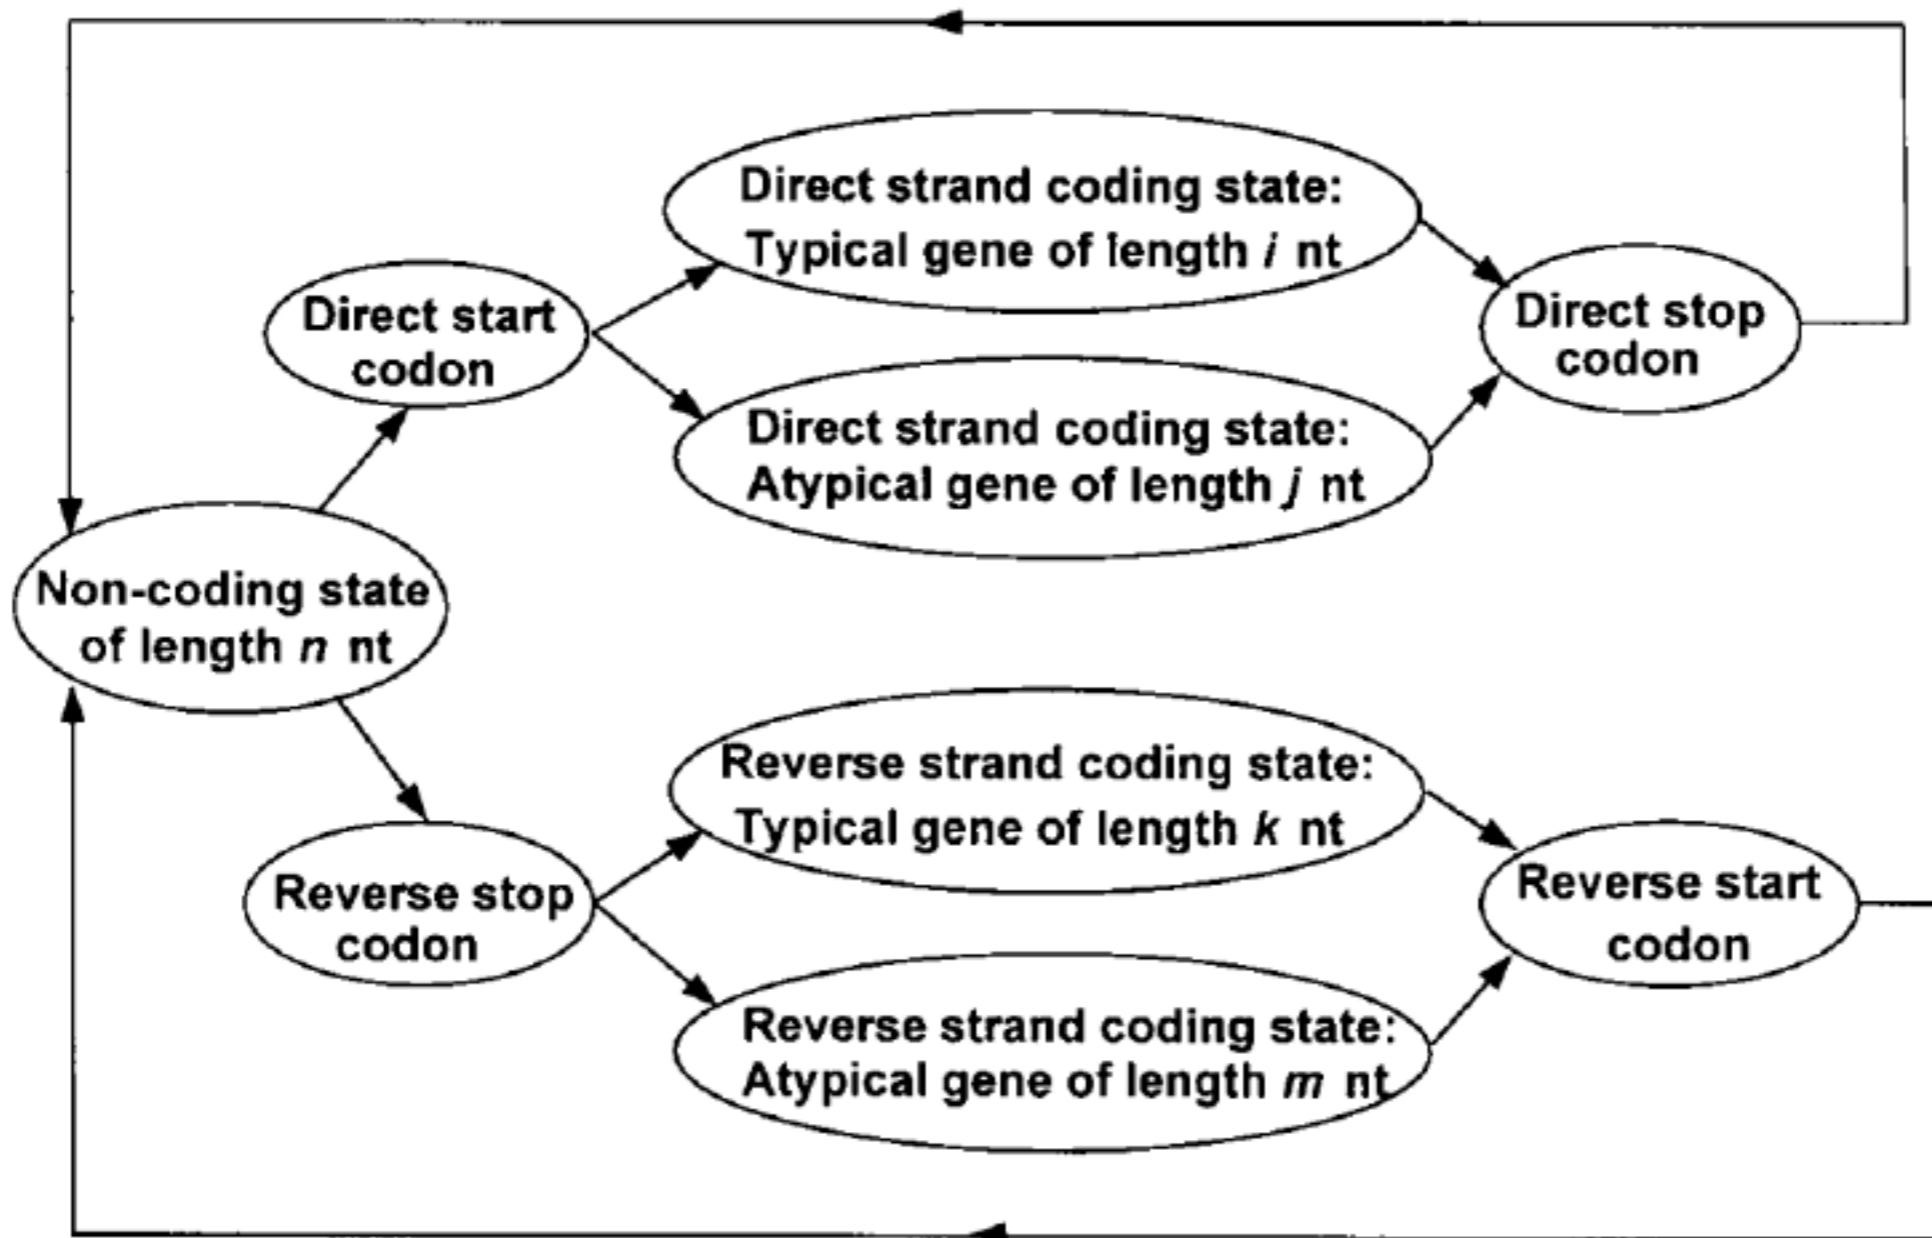 Direct strand coding state:
Typical gene of length i nt
Direct start
codon
Direct stop
codon
Direct strand coding state:
Atypical gene of length j nt
Non-coding state
of length n nt
Reverse strand coding state:
Typical gene of length k nt
Reverse stop
codon
Reverse start
codon
Reverse strand coding state:
Atypical gene of length m nt